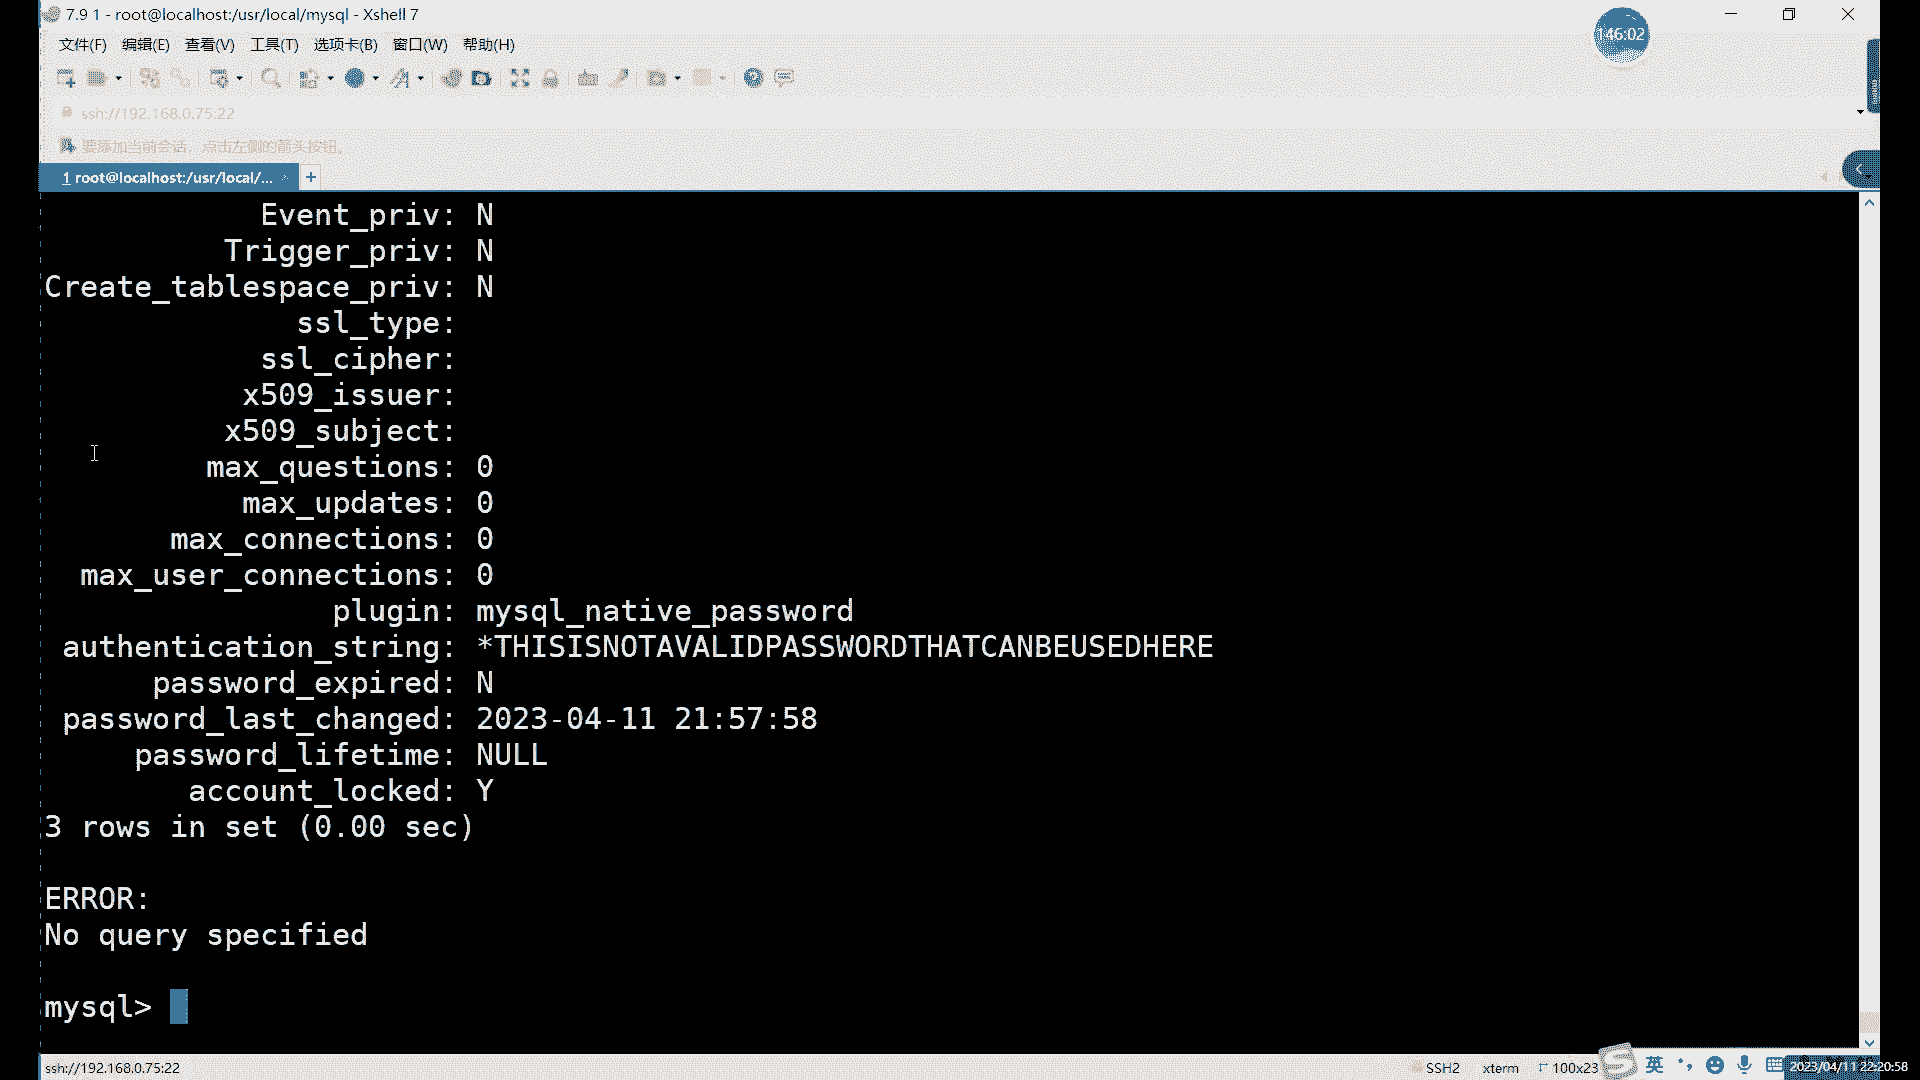 7.9 1 - root@localhost:/usr/local/mysql - Xshell 7
146:02
文件(F) 编辑(E) 查看(V) 工具(T) 选项卡(B) 窗口(W) 帮助(H)
ssh://192.168.0.75:22
要添加当前会话，点击左侧的箭头按钮。
1 root@localhost:/usr/local/... × +
Event_priv: N
Trigger_priv: N
Create_tablespace_priv: N
ssl_type:
ssl_cipher:
x509_issuer:
x509_subject:
max_questions: 0
max_updates: 0
max_connections: 0
max_user_connections: 0
plugin: mysql_native_password
authentication_string: *THISISNOTAVALIDPASSWORDTHATCANBEUSEDHERE
password_expired: N
password_last_changed: 2023-04-11 21:57:58
password_lifetime: NULL
account_locked: Y
3 rows in set (0.00 sec)
ERROR:
No query specified
mysql>
ssh://192.168.0.75:22 SSH2 xterm 100x23 英 2023/04/11 22:20:58